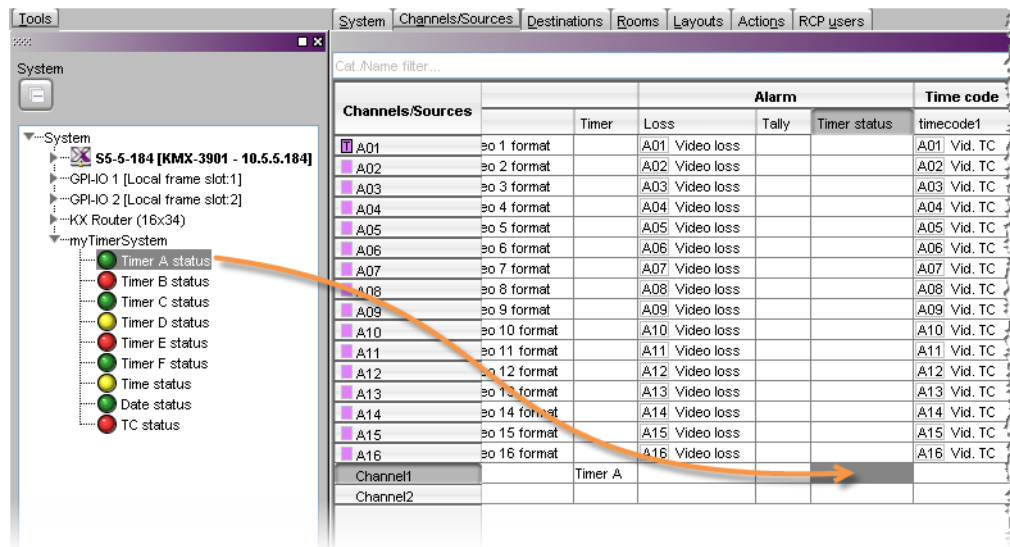 Tools
System
System Channels/Sources Destinations Rooms Layouts Actions RCP users
Cat./Name filter...
System
S5-5-184 [KMX-3901 - 10.5.5.184]
GPI-IO 1 [Local frame slot:1]
GPI-IO 2 [Local frame slot:2]
KX Router (16x34)
myTimerSystem
Timer A status
Timer B status
Timer C status
Timer D status
Timer E status
Timer F status
Time status
Date status
TC status
Channels/Sources Alarm Time code
Timer Loss Tally Timer status timecode1
T A01 eo 1 format A01 Video loss A01 Vid. TC
A02 eo 2 format A02 Video loss A02 Vid. TC
A03 eo 3 format A03 Video loss A03 Vid. TC
A04 eo 4 format A04 Video loss A04 Vid. TC
A05 eo 5 format A05 Video loss A05 Vid. TC
A06 eo 6 format A06 Video loss A06 Vid. TC
A07 eo 7 format A07 Video loss A07 Vid. TC
A08 eo 8 format A08 Video loss A08 Vid. TC
A09 eo 9 format A09 Video loss A09 Vid. TC
A10 eo 10 format A10 Video loss A10 Vid. TC
A11 eo 11 format A11 Video loss A11 Vid. TC
A12 eo 12 format A12 Video loss A12 Vid. TC
A13 eo 13 format A13 Video loss A13 Vid. TC
A14 eo 14 format A14 Video loss A14 Vid. TC
A15 eo 15 format A15 Video loss A15 Vid. TC
A16 eo 16 format A16 Video loss A16 Vid. TC
Channel1 Timer A
Channel2